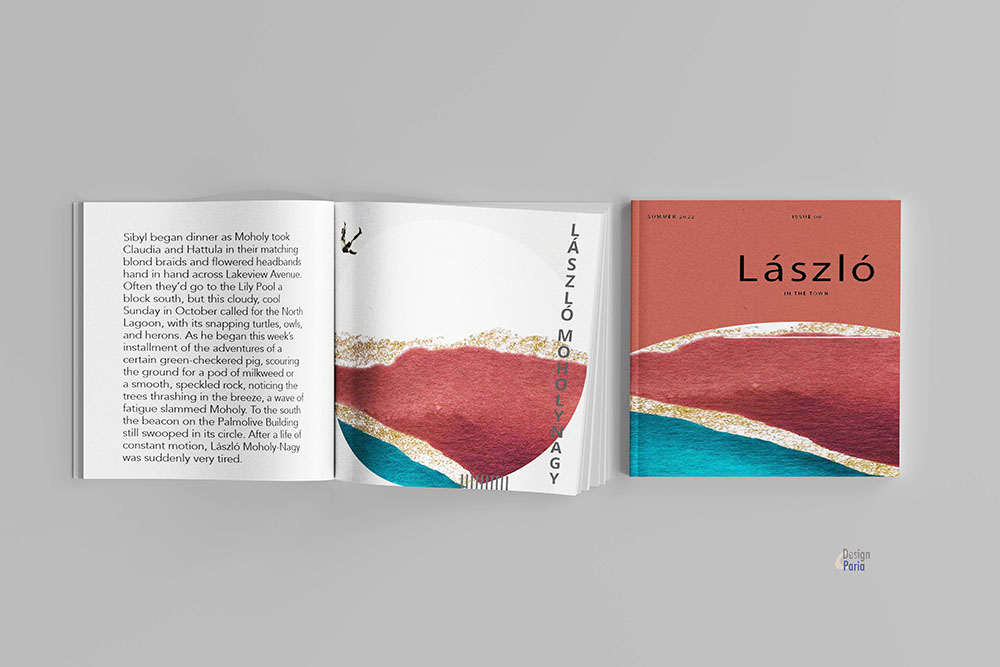 Sibyl began dinner as Moholy took
Claudia and Hattula in their matching
blond braids and flowered headbands
hand in hand across Lakeview Avenue.
Often they'd go to the Lily Pool a
block south, but this cloudy, cool
Sunday in October called for the North
Lagoon, with its snapping turtles, owls,
and herons. As he began this week's
installment of the adventures of a
certain green-checkered pig, scouring
the ground for a pod of milkweed or
a smooth, speckled rock, noticing the
trees thrashing in the breeze, a wave of
fatigue slammed Moholy. To the south
the beacon on the Palmolive Building
still swooped in its circle. After a life of
constant motion, László Moholy-Nagy
was suddenly very tired.
LÁSZLÓ MOHOLYNAGY
SUMMER 2022
ISSUE 00
László
IN THE TOWN
Design
Paria